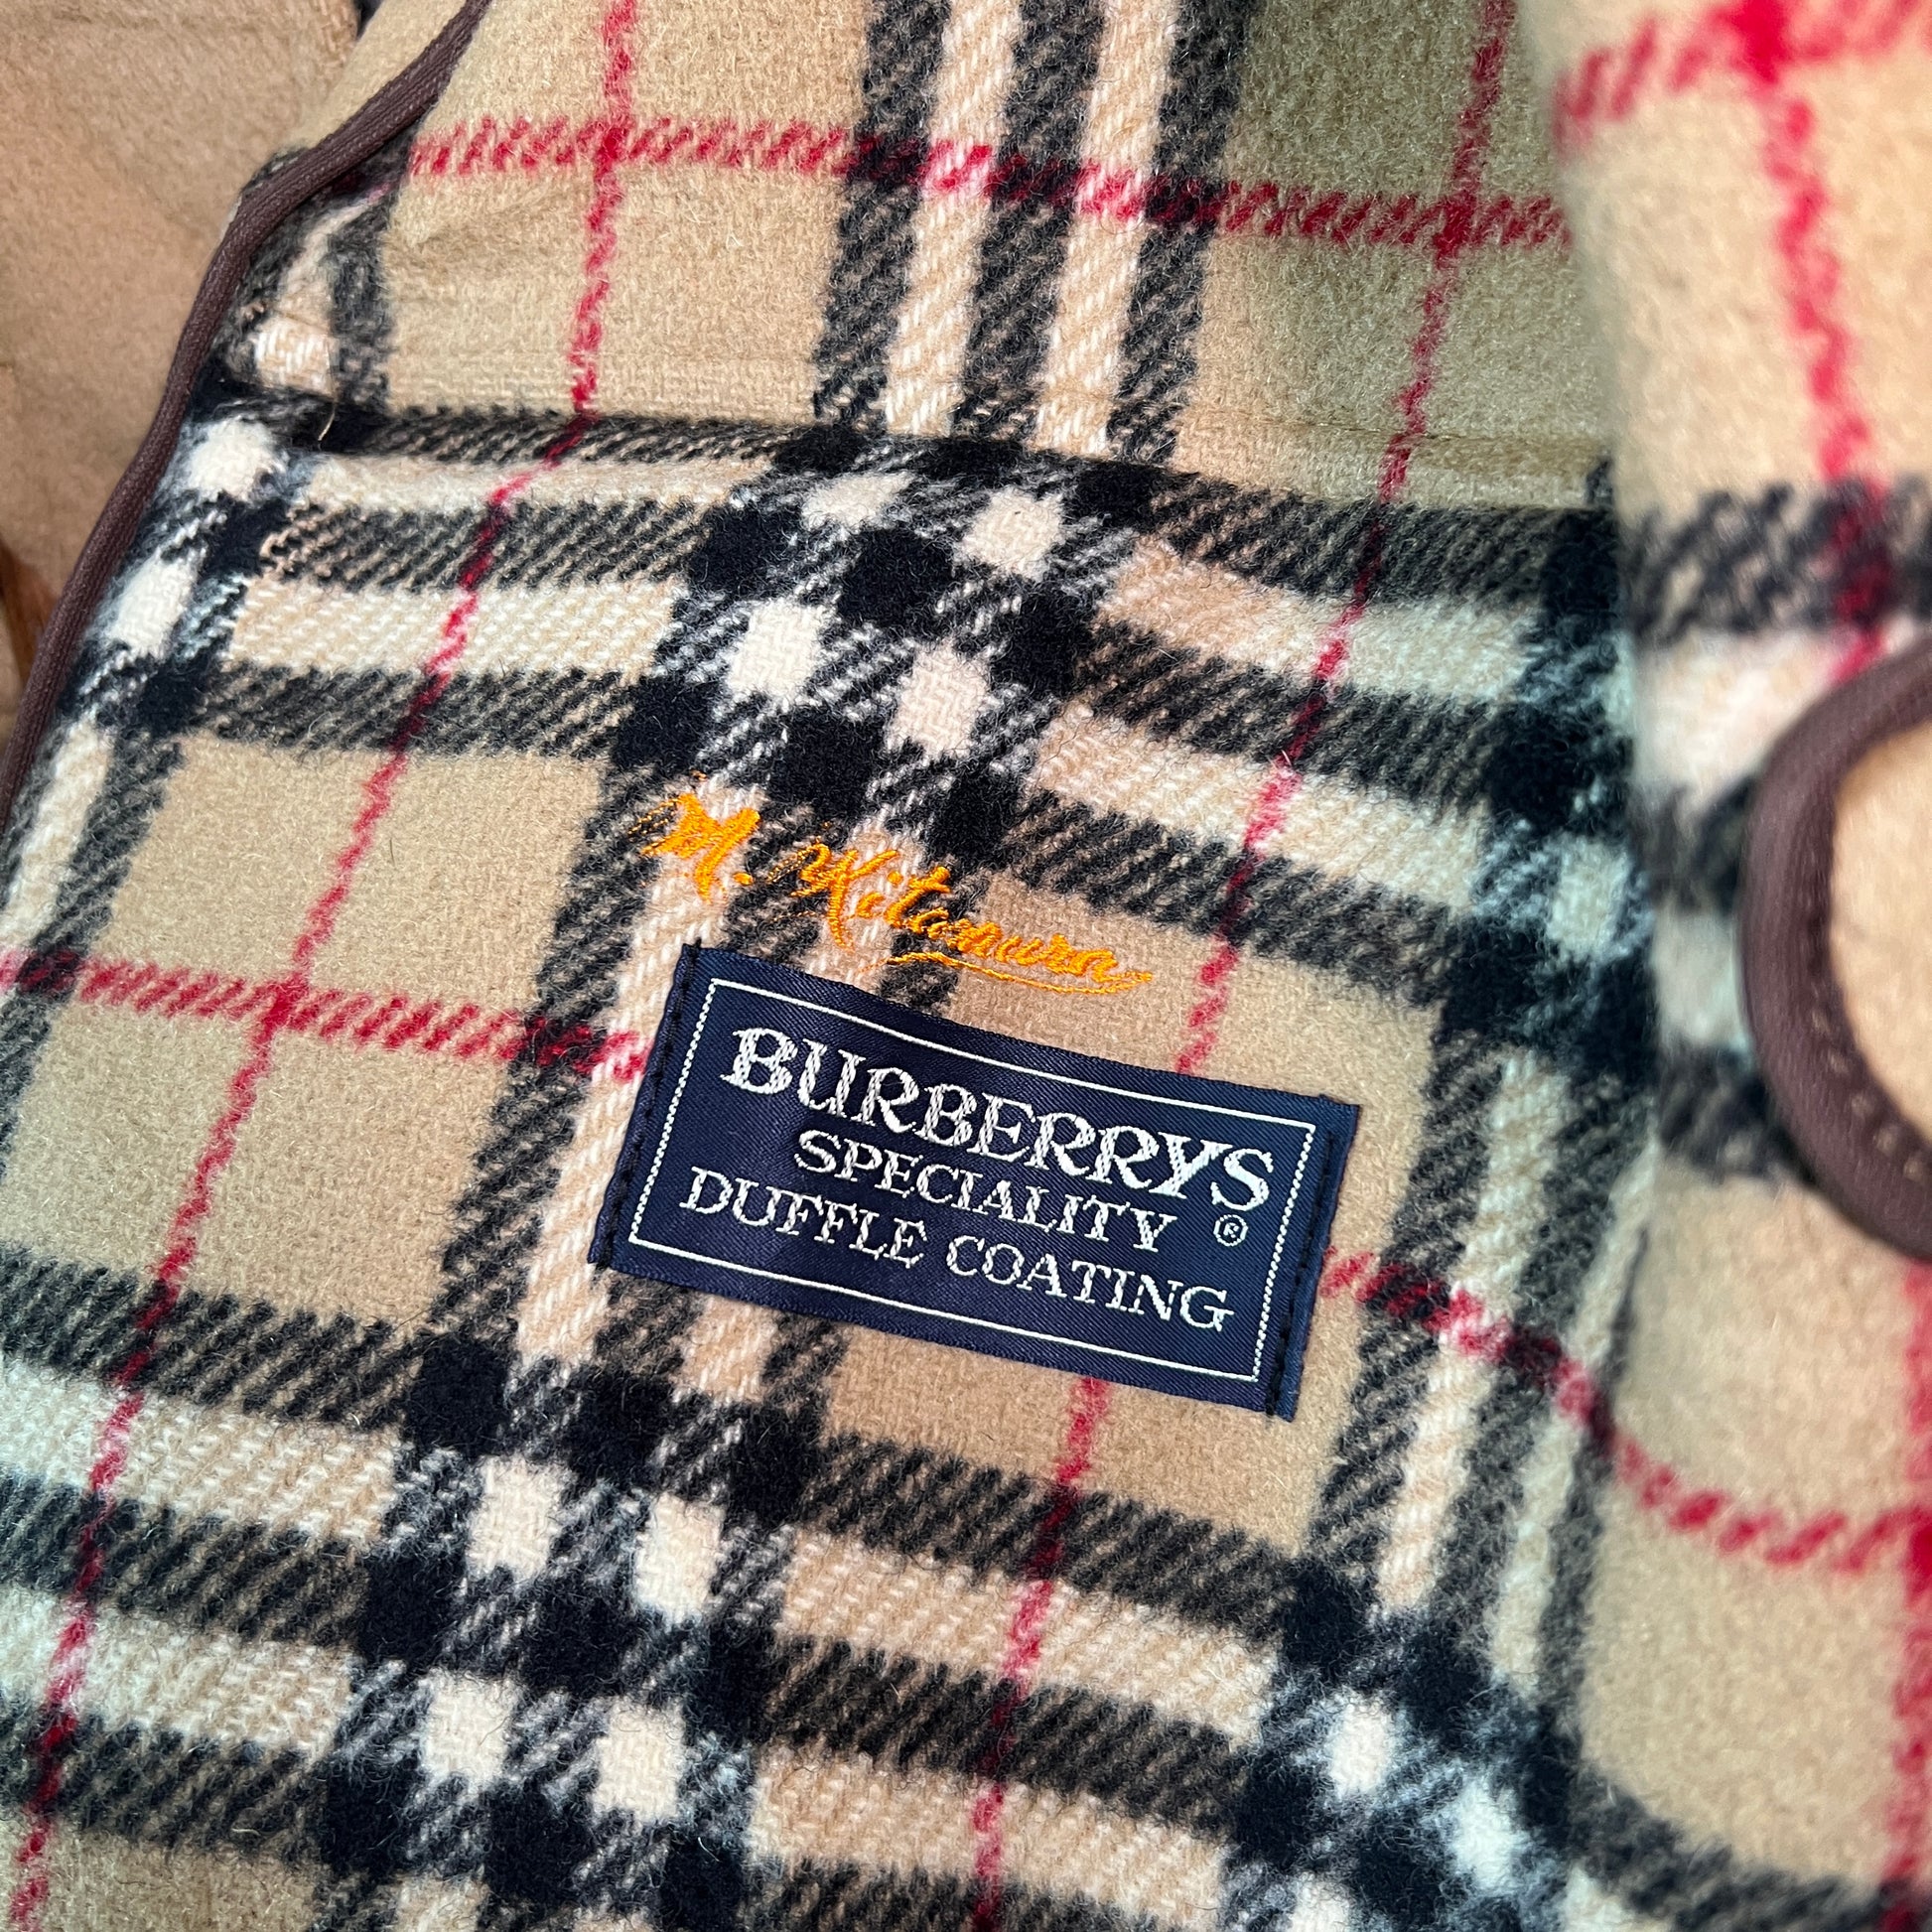 M. Kitamura
BURBERRYS
SPECIALITY ®
DUFFLE COATING